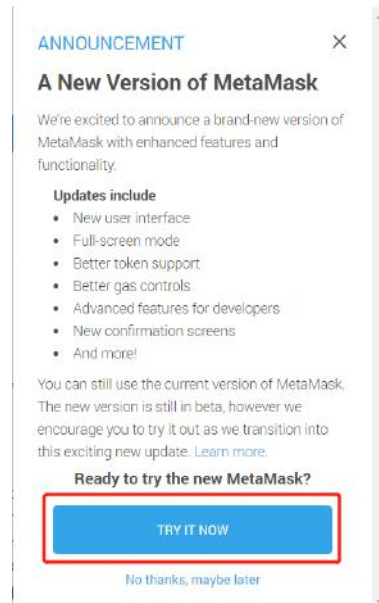 ANNOUNCEMENT
A New Version of MetaMask
We're excited to announce a brand-new version of
MetaMask with enhanced features and
functionality.
Updates include
• New user interface
• Full-screen mode
• Better token support
• Better gas controls
• Advanced features for developers
• New confirmation screens
• And more!
You can still use the current version of MetaMask.
The new version is still in beta, however we
encourage you to try it out as we transition into
this exciting new update. Learn more.
Ready to try the new MetaMask?
TRY IT NOW
No thanks, maybe later